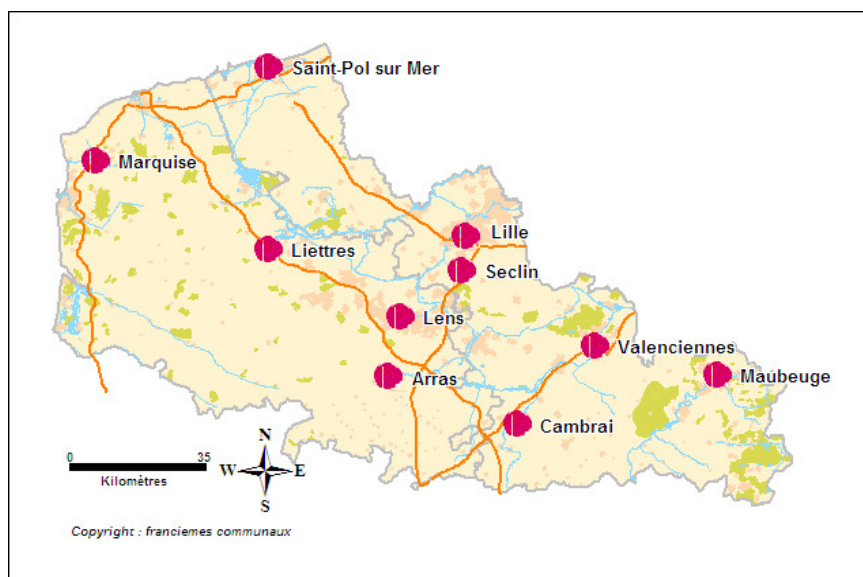 Saint-Pol sur Mer
Marquise
Lille
Liettres
Seclin
Lens
Valenciennes
Maubeuge
Arras
Cambrai
N
W E
S
0 35
Kilomètres
Copyright : franciemes communaux